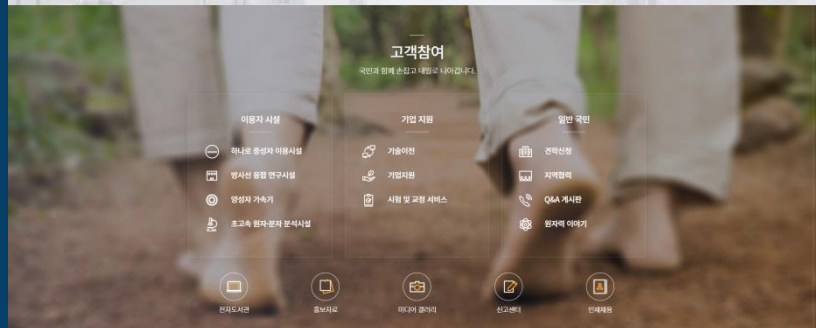 고객참여
국민과 함께 손잡고 내일로 나아갑니다.
이용자 시설
하나로 중성자 이용시설
방사선 융합 연구시설
양성자 가속기
초고속 원자·분자 분석시설
기업 지원
기술이전
기업지원
시험 및 교정 서비스
일반 국민
견학신청
지역협력
Q&A 게시판
원자력 이야기
전자도서관
홍보자료
미디어 갤러리
신고센터
인재채용